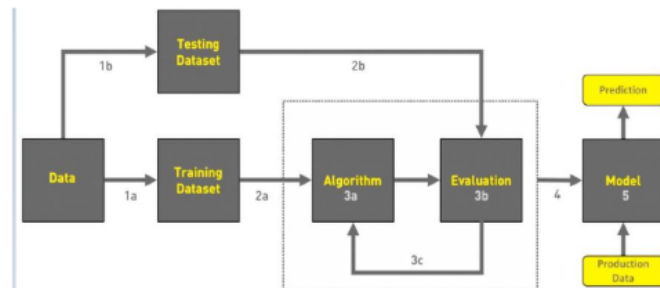 Testing
Dataset
1b
2b
Prediction
Data
1a
Training
Dataset
2a
Algorithm
3a
Evaluation
3b
4
Model
5
3c
Production
Data